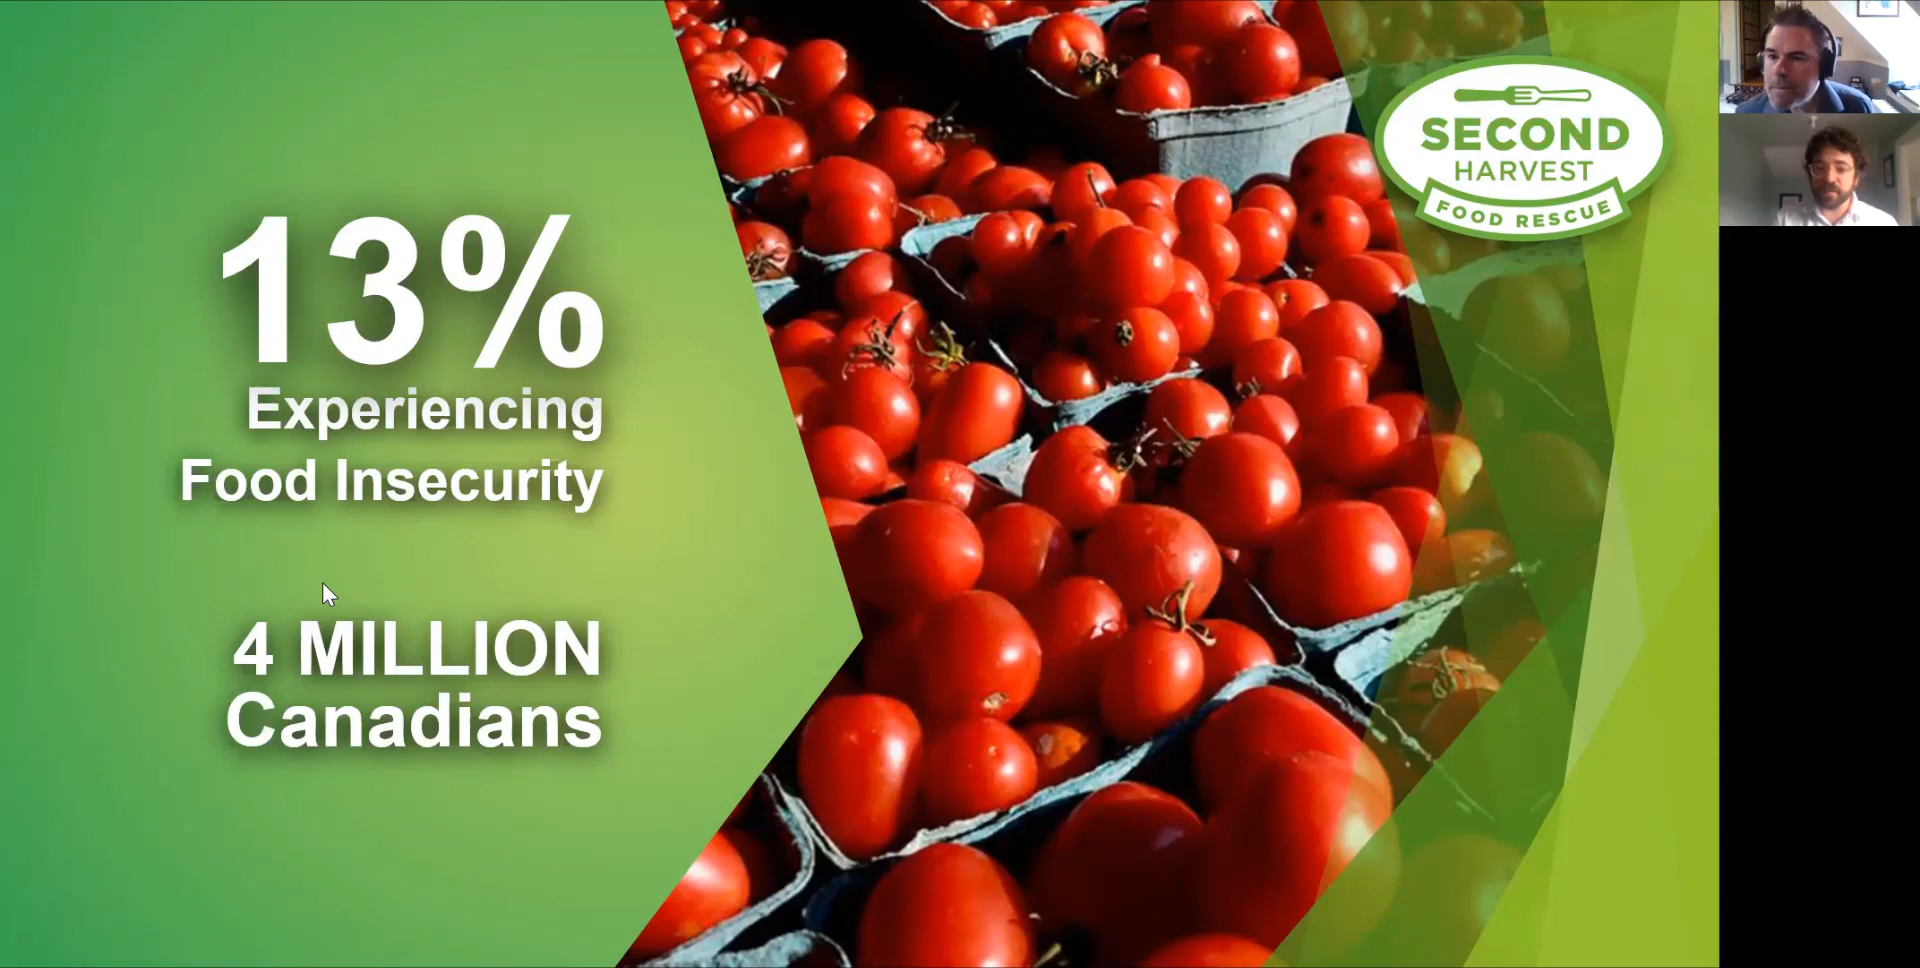 13%
Experiencing
Food Insecurity
4 MILLION
Canadians
SECOND
HARVEST
FOOD RESCUE